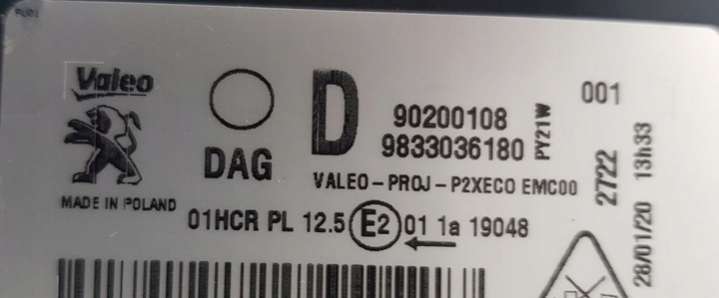 Valeo
MADE IN POLAND
DAG
D
90200108
9833036180
PY21W
001
VALEO-PROJ-P2XECO EMC00
01HCR PL 12.5 E2 01 1a 19048
2722
28/01/20 13h33